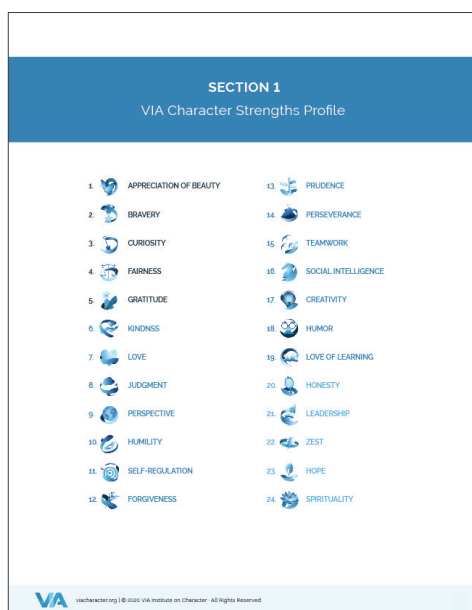 SECTION 1
VIA Character Strengths Profile
1. APPRECIATION OF BEAUTY
2. BRAVERY
3. CURIOSITY
4. FAIRNESS
5. GRATITUDE
6. KINDNSS
7. LOVE
8. JUDGMENT
9. PERSPECTIVE
10. HUMILITY
11. SELF-REGULATION
12. FORGIVENESS
13. PRUDENCE
14. PERSEVERANCE
15. TEAMWORK
16. SOCIAL INTELLIGENCE
17. CREATIVITY
18. HUMOR
19. LOVE OF LEARNING
20. HONESTY
21. LEADERSHIP
22. ZEST
23. HOPE
24. SPIRITUALITY
VIA viacharacter.org | © 2020 VIA Institute on Character · All Rights Reserved.